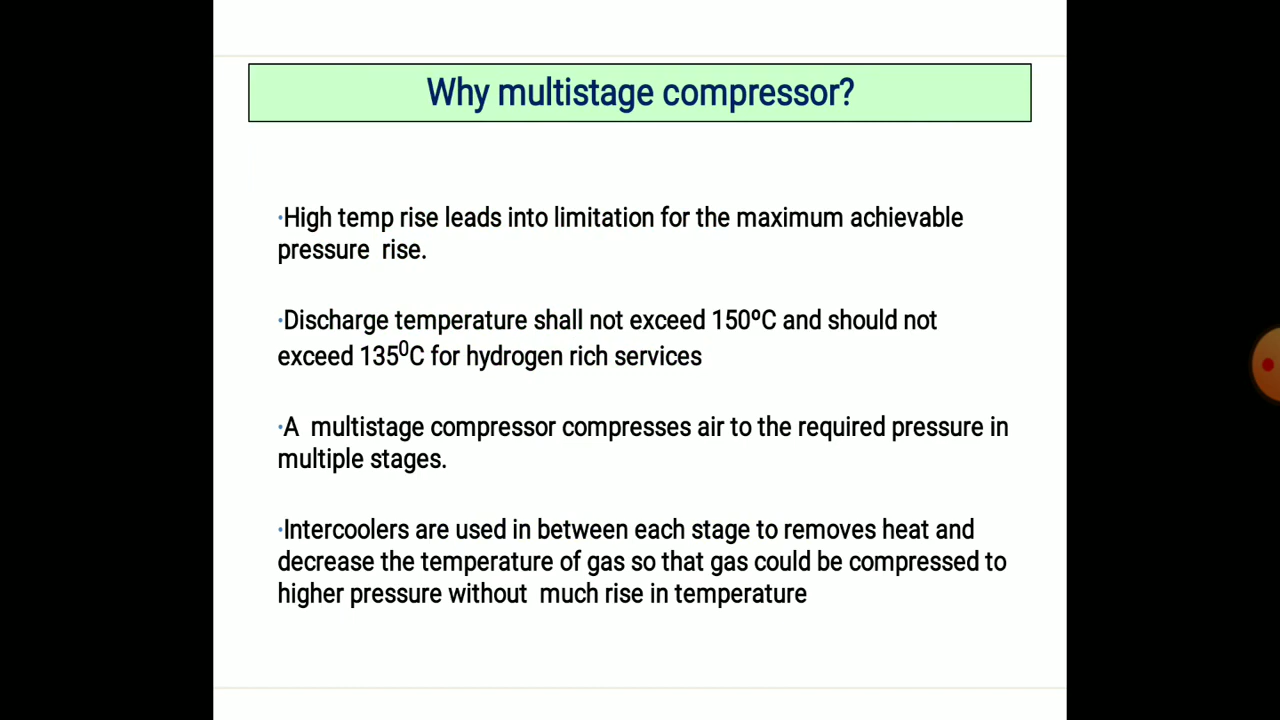 Why multistage compressor?
·High temp rise leads into limitation for the maximum achievable
pressure  rise.
·Discharge temperature shall not exceed 150ºC and should not
exceed 135⁰C for hydrogen rich services
·A  multistage compressor compresses air to the required pressure in
multiple stages.
·Intercoolers are used in between each stage to removes heat and
decrease the temperature of gas so that gas could be compressed to
higher pressure without  much rise in temperature